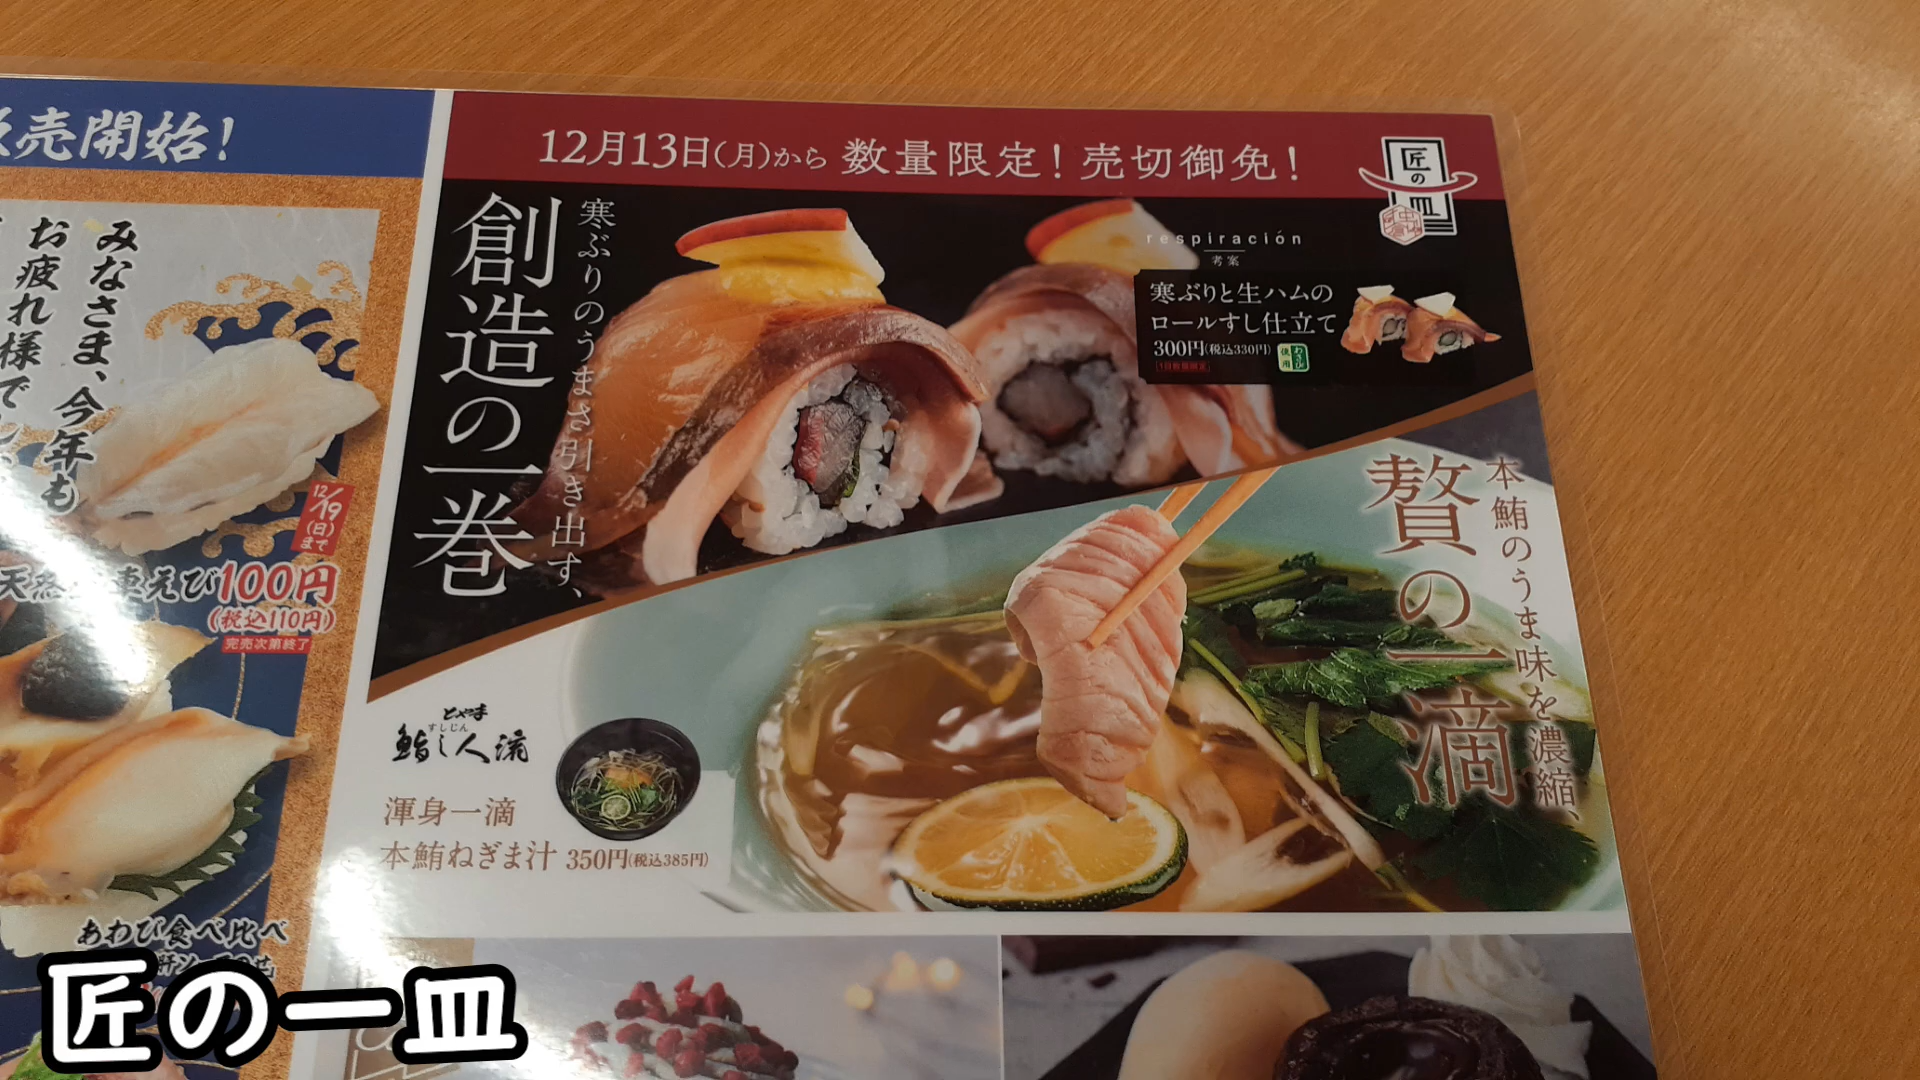 売開始！
みなさま、今年も
お疲れ様で
12/19
(日)
まで
えび100円
(税込110円)
完売次第終了
あわび食べ比べ
12月13日(月)から 数量限定！売切御免！
匠の一皿
寒ぶりのうまさ引き出す、
創造の一巻
respiración
考案
寒ぶりと生ハムの
ロールすし仕立て
300円(税込330円)
わさび
使用
1日数量限定
本鮪のうま味を濃縮、
贅の一滴
とやま
すしじん
鮨し人流
渾身一滴
本鮪ねぎま汁 350円(税込385円)
匠の一皿